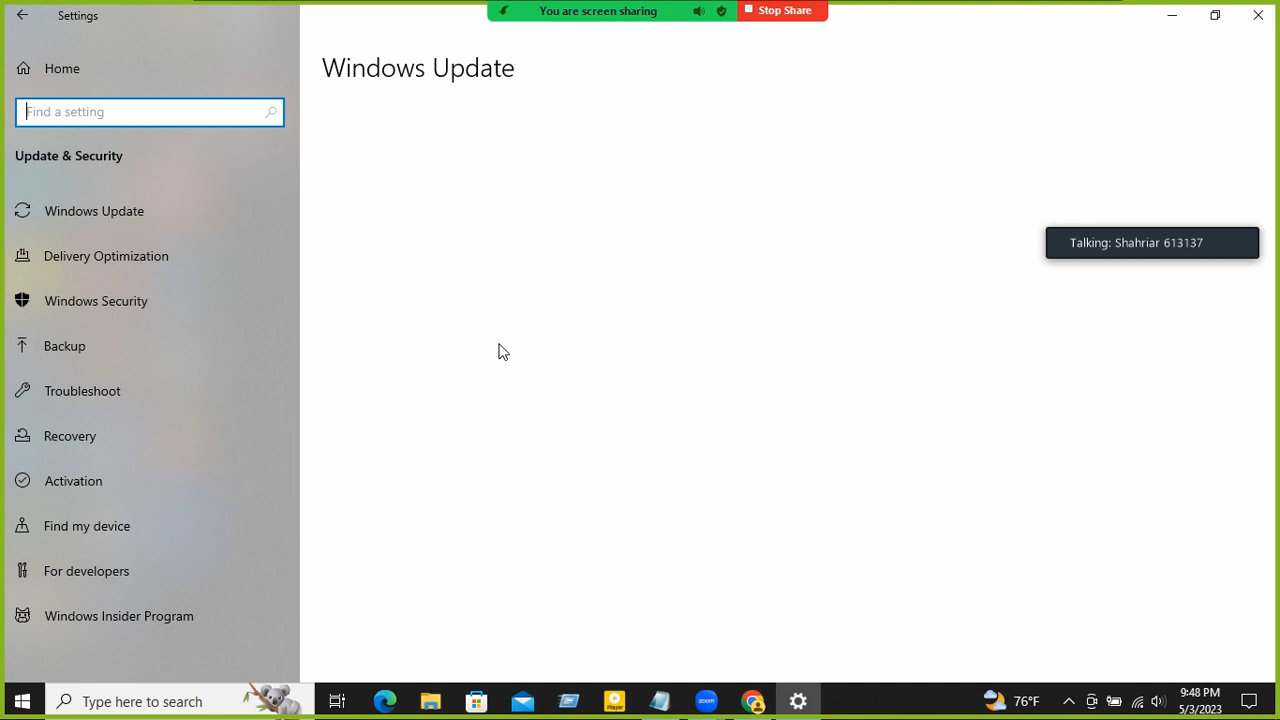 Settings
You are screen sharing
Stop Share
Home
Find a setting
Update & Security
Windows Update
Delivery Optimization
Windows Security
Backup
Troubleshoot
Recovery
Activation
Find my device
For developers
Windows Insider Program
Windows Update
Talking: Shahriar 613137
Type here to search
Player
zoom
76°F
9:48 PM
5/3/2023